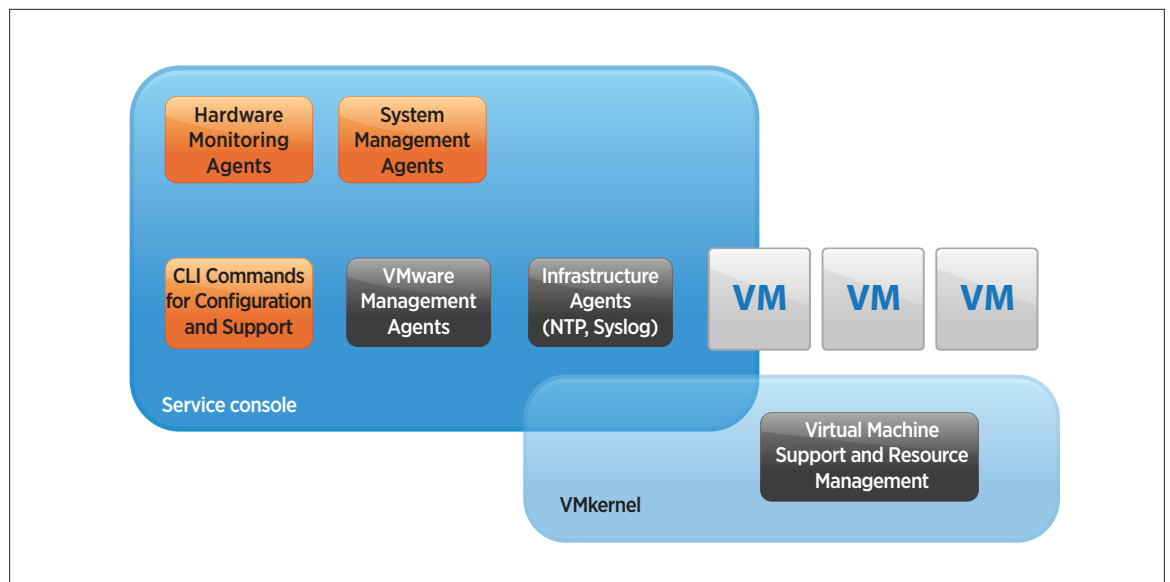 Hardware
Monitoring
Agents
System
Management
Agents
CLI Commands
for Configuration
and Support
VMware
Management
Agents
Infrastructure
Agents
(NTP, Syslog)
VM
VM
VM
Service console
Virtual Machine
Support and Resource
Management
VMkernel